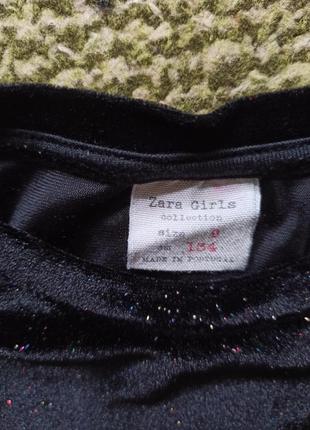 Zara Girls
collection
size 9
cm 134
MADE IN PORTUGAL